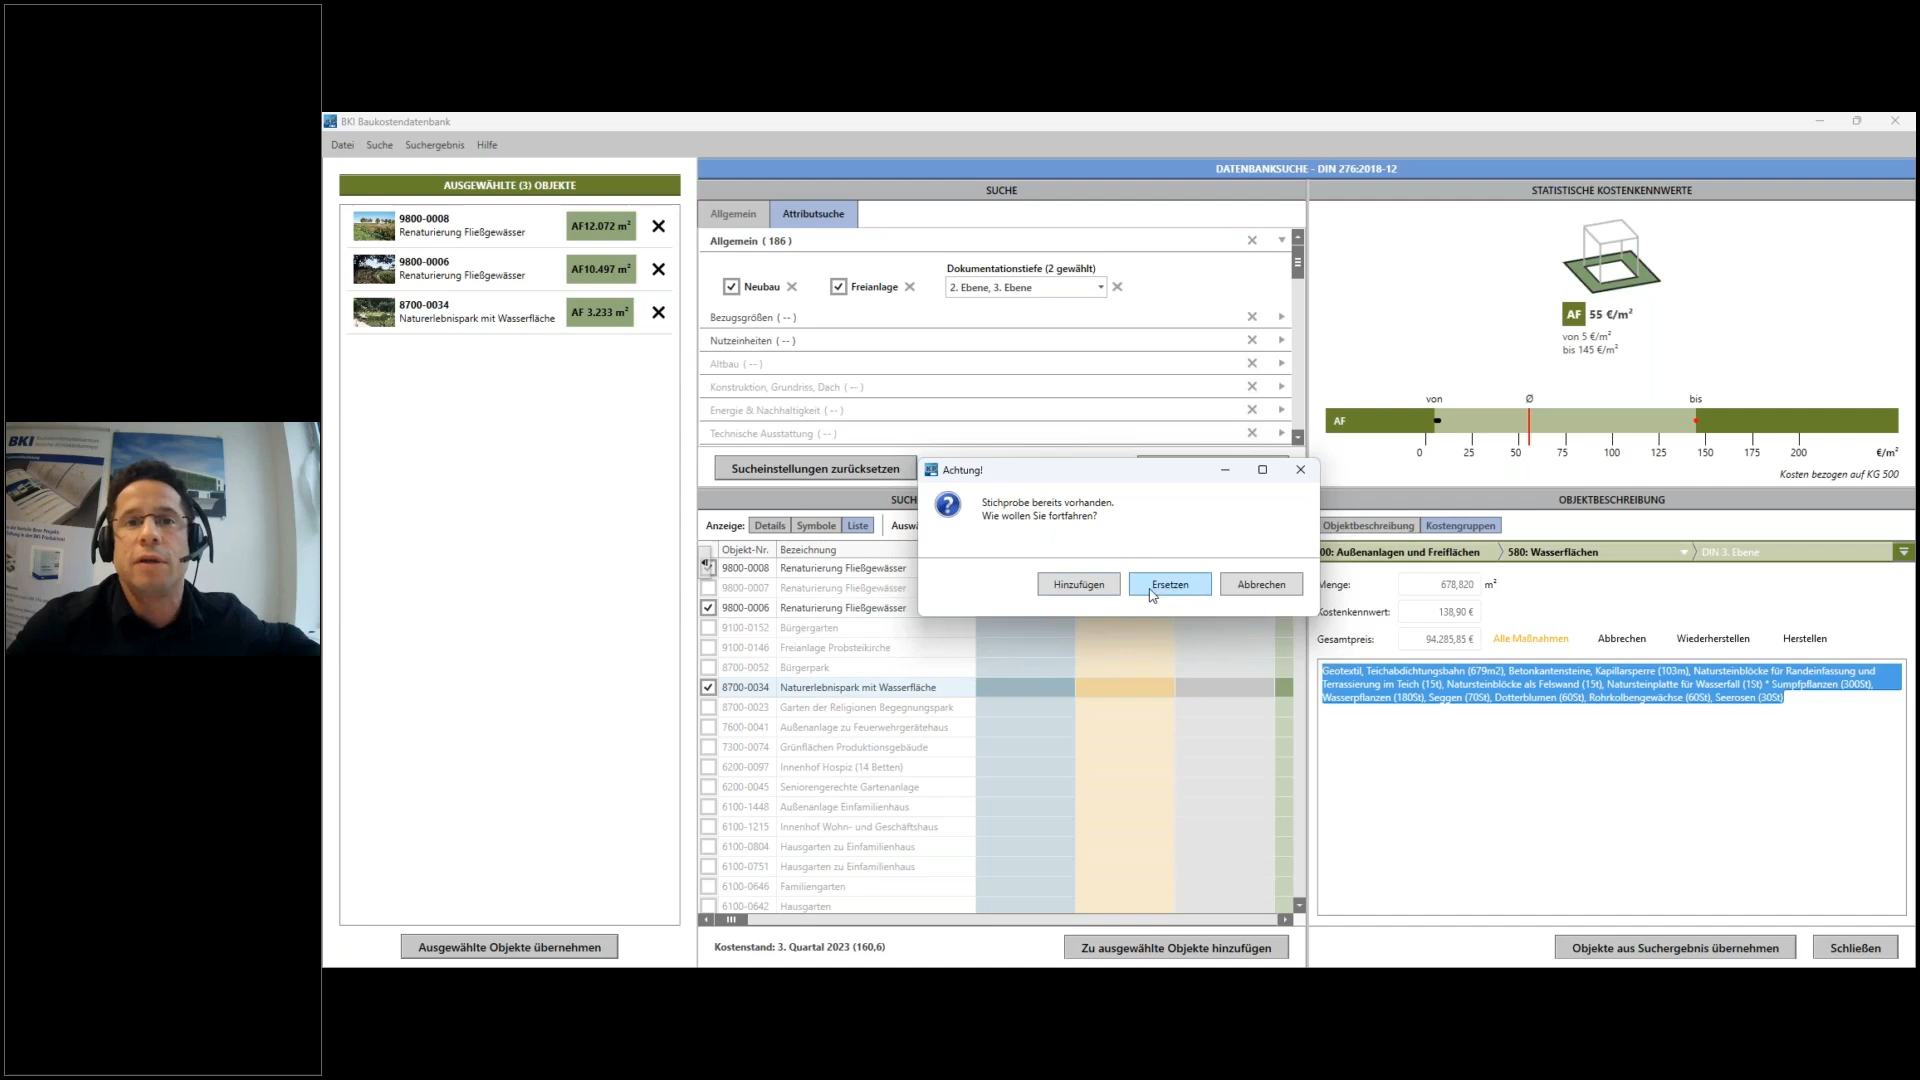 BKI Baukostendatenbank
Datei Suche Suchergebnis Hilfe
AUSGEWÄHLTE (3) OBJEKTE
9800-0008
Renaturierung Fließgewässer
AF12.072 m²
9800-0006
Renaturierung Fließgewässer
AF10.497 m²
8700-0034
Naturerlebnispark mit Wasserfläche
AF 3.233 m²
Ausgewählte Objekte übernehmen
DATENBANKSUCHE - DIN 276:2018-12
SUCHE
Allgemein Attributsuche
Allgemein ( 186 )
Dokumentationstiefe (2 gewählt)
Neubau Freianlage 2. Ebene, 3. Ebene
Bezugsgrößen ( -- )
Nutzeinheiten ( -- )
Altbau ( -- )
Konstruktion, Grundriss, Dach ( -- )
Energie & Nachhaltigkeit ( -- )
Technische Ausstattung ( -- )
Sucheinstellungen zurücksetzen
SUCH
Anzeige: Details Symbole Liste Auswä
Objekt-Nr. Bezeichnung
9800-0008 Renaturierung Fließgewässer
9800-0007 Renaturierung Fließgewässer
9800-0006 Renaturierung Fließgewässer
9100-0152 Bürgergarten
9100-0146 Freianlage Probsteikirche
8700-0052 Bürgerpark
8700-0034 Naturerlebnispark mit Wasserfläche
8700-0023 Garten der Religionen Begegnungspark
7600-0041 Außenanlage zu Feuerwehrgerätehaus
7300-0074 Grünflächen Produktionsgebäude
6200-0097 Innenhof Hospiz (14 Betten)
6200-0045 Seniorengerechte Gartenanlage
6100-1448 Außenanlage Einfamilienhaus
6100-1215 Innenhof Wohn- und Geschäftshaus
6100-0804 Hausgarten zu Einfamilienhaus
6100-0751 Hausgarten zu Einfamilienhaus
6100-0646 Familiengarten
6100-0642 Hausgarten
Kostenstand: 3. Quartal 2023 (160,6)
Zu ausgewählte Objekte hinzufügen
Achtung!
Stichprobe bereits vorhanden.
Wie wollen Sie fortfahren?
Hinzufügen Ersetzen Abbrechen
STATISTISCHE KOSTENKENNWERTE
AF 55 €/m²
von 5 €/m²
bis 145 €/m²
von Ø bis
AF
0 25 50 75 100 125 150 175 200 €/m²
Kosten bezogen auf KG 500
OBJEKTBESCHREIBUNG
Objektbeschreibung Kostengruppen
00: Außenanlagen und Freiflächen 580: Wasserflächen DIN 3. Ebene
Menge: 678,820 m²
Kostenkennwert: 138,90 €
Gesamtpreis: 94.285,85 € Alle Maßnahmen Abbrechen Wiederherstellen Herstellen
Geotextil, Teichabdichtungsbahn (679m2), Betonkantensteine, Kapillarsperre (103m), Natursteinblöcke für Randeinfassung und
Terrassierung im Teich (15t), Natursteinblöcke als Felswand (15t), Natursteinplatte für Wasserfall (1St) * Sumpfpflanzen (300St),
Wasserpflanzen (180St), Seggen (70St), Dotterblumen (60St), Rohrkolbengewächse (60St), Seerosen (30St)
Objekte aus Suchergebnis übernehmen Schließen
BKI